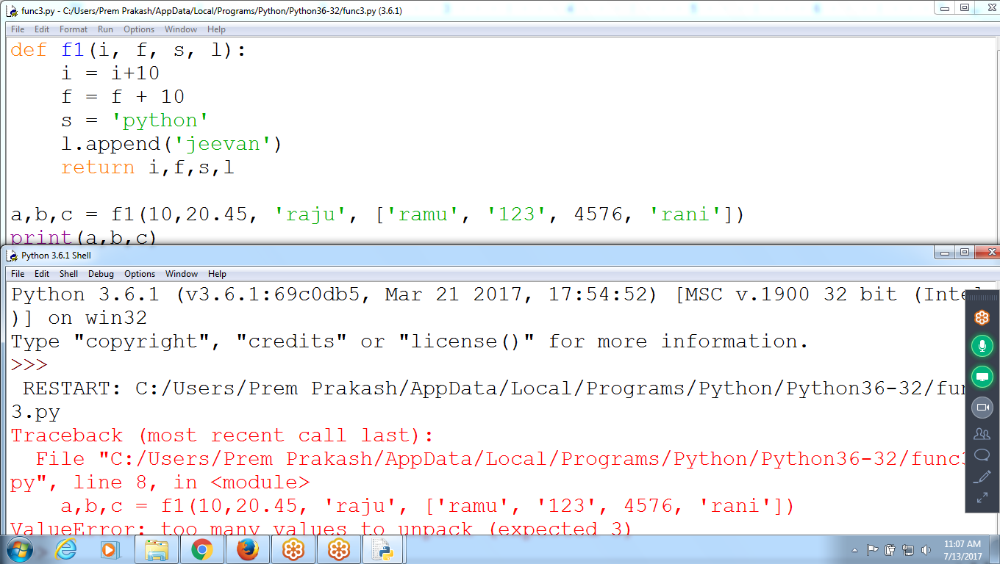 func3.py - C:/Users/Prem Prakash/AppData/Local/Programs/Python/Python36-32/func3.py (3.6.1)
File Edit Format Run Options Window Help
def f1(i, f, s, l):
    i = i+10
    f = f + 10
    s = 'python'
    l.append('jeevan')
    return i,f,s,l
a,b,c = f1(10,20.45, 'raju', ['ramu', '123', 4576, 'rani'])
print(a,b,c)
Python 3.6.1 Shell
File Edit Shell Debug Options Window Help
Python 3.6.1 (v3.6.1:69c0db5, Mar 21 2017, 17:54:52) [MSC v.1900 32 bit (Intel
)] on win32
Type "copyright", "credits" or "license()" for more information.
>>>
 RESTART: C:/Users/Prem Prakash/AppData/Local/Programs/Python/Python36-32/func
3.py
Traceback (most recent call last):
  File "C:/Users/Prem Prakash/AppData/Local/Programs/Python/Python36-32/func3.
py", line 8, in <module>
    a,b,c = f1(10,20.45, 'raju', ['ramu', '123', 4576, 'rani'])
ValueError: too many values to unpack (expected 3)
11:07 AM
7/13/2017